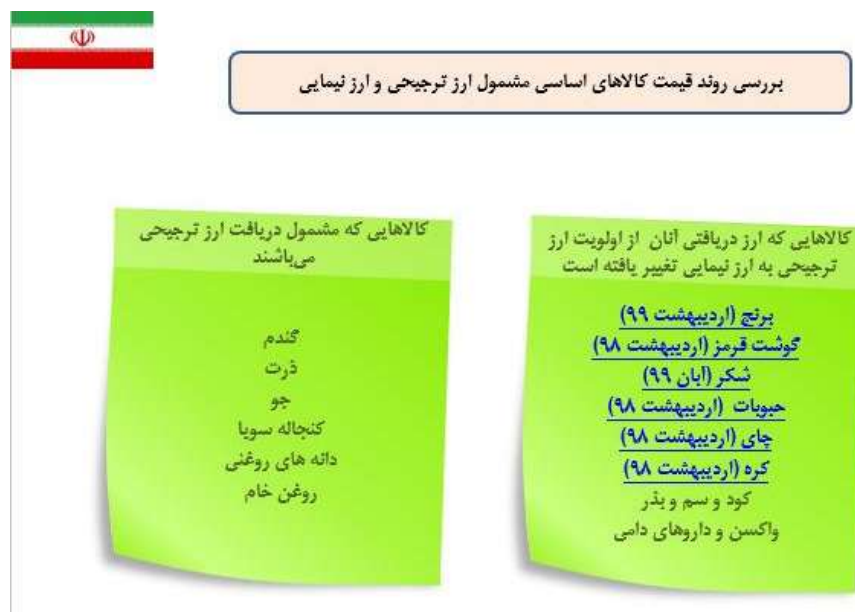 بررسی روند قیمت کالاهای اساسی مشمول ارز ترجیحی و ارز نیمایی
کالاهایی که ارز دریافتی آنان از اولویت ارز
ترجیحی به ارز نیمایی تغییر یافته است
برنج (اردیبهشت ۹۹)
گوشت قرمز (اردیبهشت ۹۸)
شکر (آبان ۹۹)
حبوبات (اردیبهشت ۹۸)
چای (اردیبهشت ۹۸)
کره (اردیبهشت ۹۸)
کود و سم و بذر
واکسن و داروهای دامی
کالاهایی که مشمول دریافت ارز ترجیحی
می‌باشند
گندم
ذرت
جو
کنجاله سویا
دانه های روغنی
روغن خام